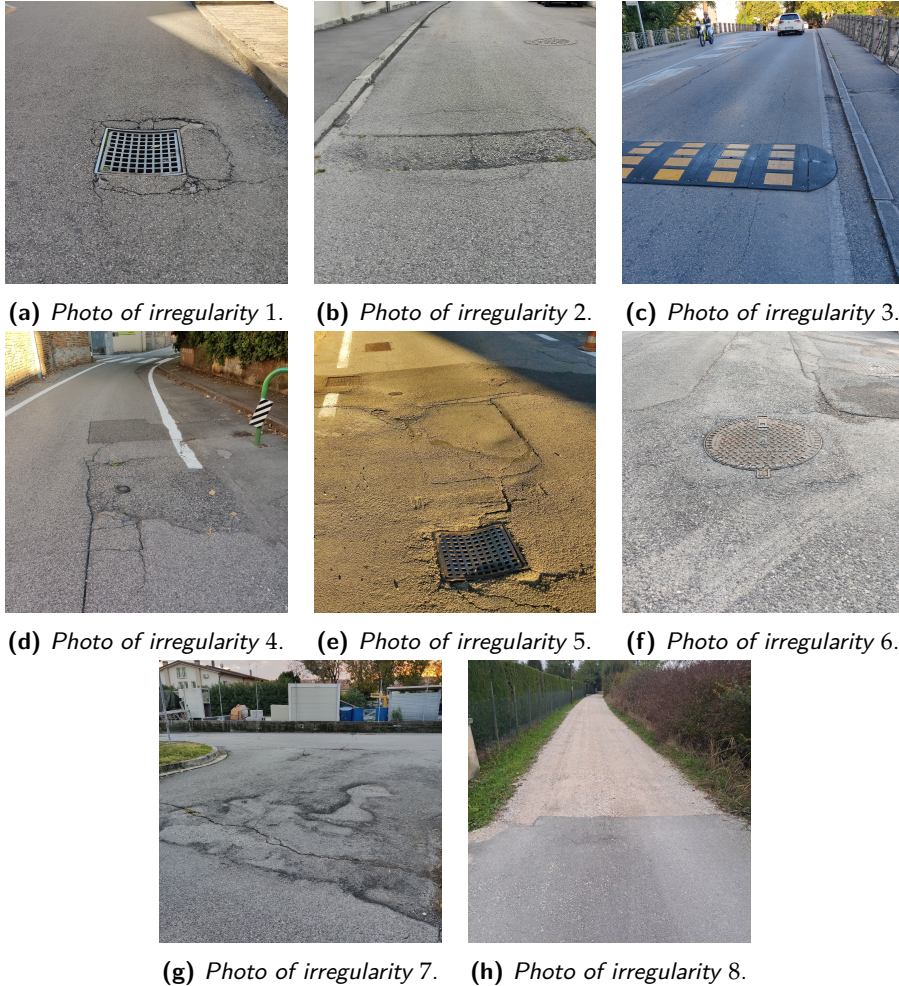 (a) Photo of irregularity 1.
(b) Photo of irregularity 2.
(c) Photo of irregularity 3.
(d) Photo of irregularity 4.
(e) Photo of irregularity 5.
(f) Photo of irregularity 6.
(g) Photo of irregularity 7.
(h) Photo of irregularity 8.